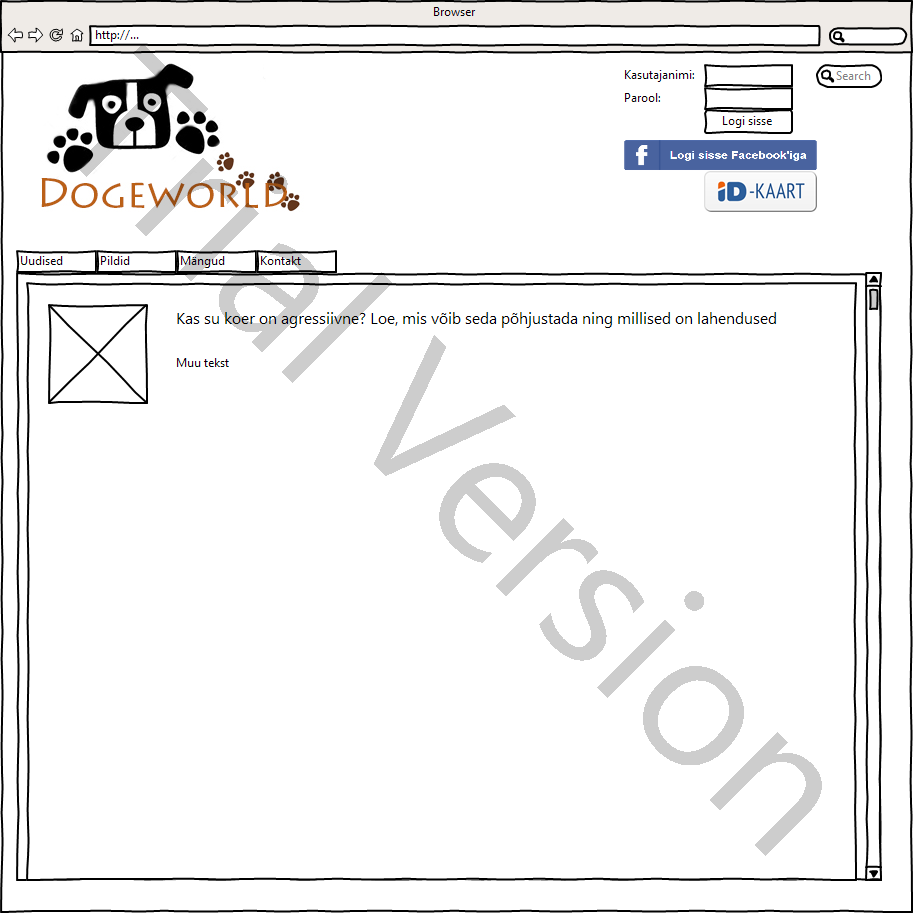 Browser
http://...
Kasutajanimi:
Search
Parool:
Logi sisse
f Logi sisse Facebook'iga
iD-KAART
DOGEWORLD
Uudised
Pildid
Mängud
Kontakt
Kas su koer on agressiivne? Loe, mis võib seda põhjustada ning millised on lahendused
Muu tekst
Trial Version